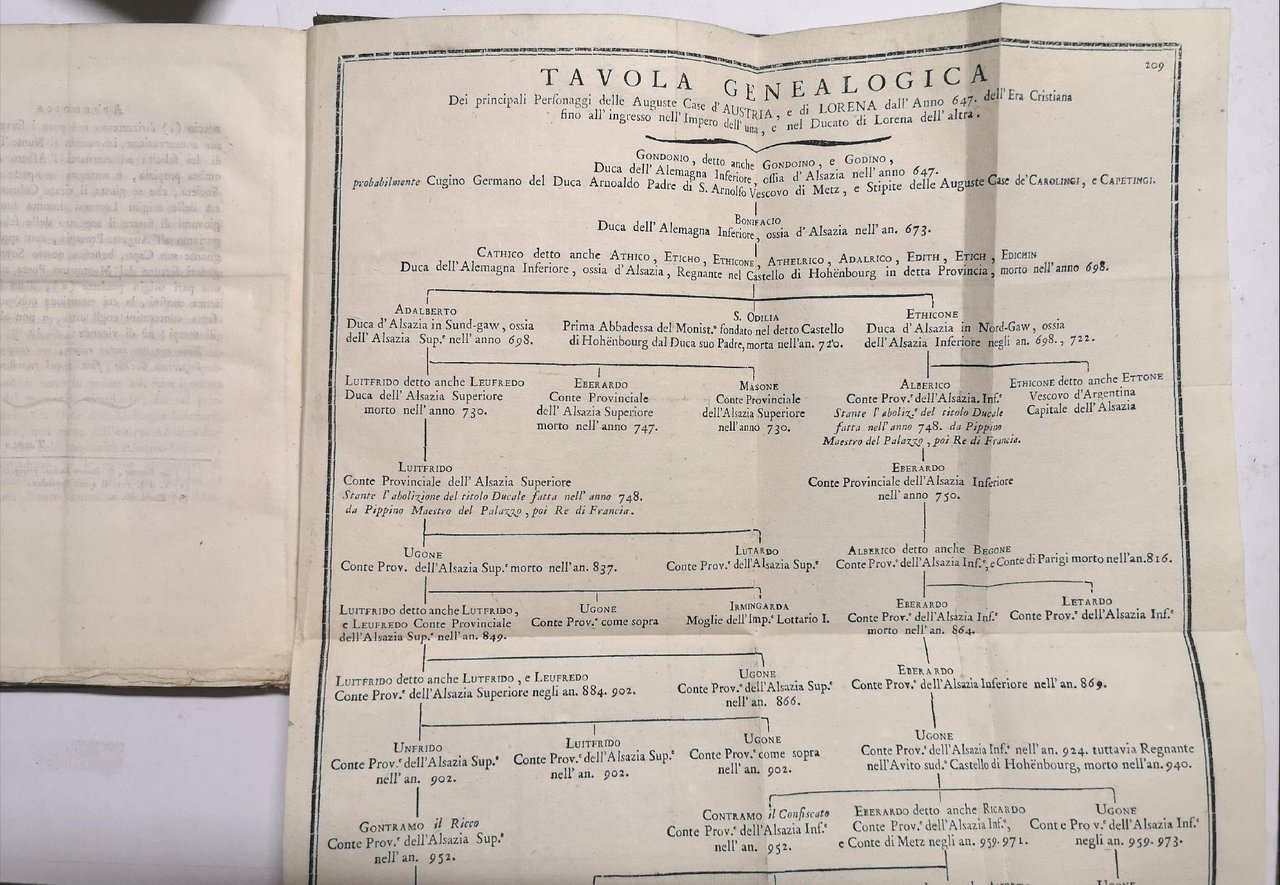 209
TAVOLA GENEALOGICA
Dei principali Perſonaggi delle Auguste Case d'AUSTRIA, e di LORENA dall'Anno 647. dell'Era Cristiana
fino all'ingresso nell'Impero dell'una, e nel Ducato di Lorena dell'altra.
GONDONIO, detto anche GONDOINO, e GODINO,
Duca dell'Alemagna Inferiore, oſſia d'Alsazia nell'anno 647.
probabilmente Cugino Germano del Duca Arnoaldo Padre di S. Arnolfo Vescovo di Metz, e Stipite delle Auguste Case de' CAROLINGI, e CAPETINGI.
BONIFACIO
Duca dell'Alemagna Inferiore, ossia d'Alsazia nell'an. 673.
CATHICO detto anche ATHICO, ETICHO, ETHICONE, ATHELRICO, ADALRICO, EDITH, ETICH, EDICHIN
Duca dell'Alemagna Inferiore, ossia d'Alsazia, Regnante nel Castello di Hohënbourg in detta Provincia, morto nell'anno 698.
ADALBERTO
Duca d'Alsazia in Sund-gaw, ossia
dell'Alsazia Sup.e nell'anno 698.
S. ODILIA
Prima Abbadessa del Monist.o fondato nel detto Castello
di Hohënbourg dal Duca suo Padre, morta nell'an. 720.
ETHICONE
Duca d'Alsazia in Nord-Gaw, ossia
dell'Alsazia Inferiore negli an. 698., 722.
LUITFRIDO detto anche LEUFREDO
Duca dell'Alsazia Superiore
morto nell'anno 730.
EBERARDO
Conte Provinciale
dell'Alsazia Superiore
morto nell'anno 747.
MASONE
Conte Provinciale
dell'Alsazia Superiore
nell'anno 730.
ALBERICO
Conte Prov.e dell'Alsazia. Inf.e
Stante l'aboliz.e del titolo Ducale
fatta nell'anno 748. da Pippino
Maestro del Palazzo, poi Re di Francia.
ETHICONE detto anche ETTONE
Vescovo d'Argentina
Capitale dell'Alsazia
LUITFRIDO
Conte Provinciale dell'Alsazia Superiore
Stante l'abolizione del titolo Ducale fatta nell'anno 748.
da Pippino Maestro del Palazzo, poi Re di Francia.
EBERARDO
Conte Provinciale dell'Alsazia Inferiore
nell'anno 750.
UGONE
Conte Prov. dell'Alsazia Sup.e morto nell'an. 837.
LUTARDO
Conte Prov.e dell'Alsazia Sup.e
ALBERICO detto anche BEGONE
Conte Prov.e dell'Alsazia Inf.e, e Conte di Parigi morto nell'an. 816.
LUITFRIDO detto anche LUTFRIDO,
e LEUFREDO Conte Provinciale
dell'Alsazia Sup.e nell'an. 849.
UGONE
Conte Prov.e come sopra
IRMINGARDA
Moglie dell'Imp.e Lottario I.
EBERARDO
Conte Prov.e dell'Alsazia Inf.e
morto nell'an. 864.
LETARDO
Conte Prov.e dell'Alsazia Inf.e
LUITFRIDO detto anche LUTFRIDO, e LEUFREDO
Conte Prov.e dell'Alsazia Superiore negli an. 884. 902.
UGONE
Conte Prov.e dell'Alsazia Sup.e
nell'an. 866.
EBERARDO
Conte Prov.e dell'Alsazia Inferiore nell'an. 869.
UNFRIDO
Conte Prov.e dell'Alsazia Sup.e
nell'an. 902.
LUITFRIDO
Conte Prov.e dell'Alsazia Sup.e
nell'an. 902.
UGONE
Conte Prov.e come sopra
nell'an. 902.
UGONE
Conte Prov.e dell'Alsazia Inf.e nell'an. 924. tuttavia Regnante
nell'Avito sud.o Castello di Hohënbourg, morto nell'an. 940.
GONTRAMO il Ricco
Conte Prov.e dell'Alsazia Sup.e
nell'an. 952.
CONTRAMO il Confiscato
Conte Prov.e dell'Alsazia Inf.e
nell'an. 952.
EBERARDO detto anche RICARDO
Conte Prov.e dell'Alsazia Inf.e,
e Conte di Metz negli an. 959-971.
UGONE
Conte Prov.e dell'Alsazia Inf.e
negli an. 959-973.
UGONE